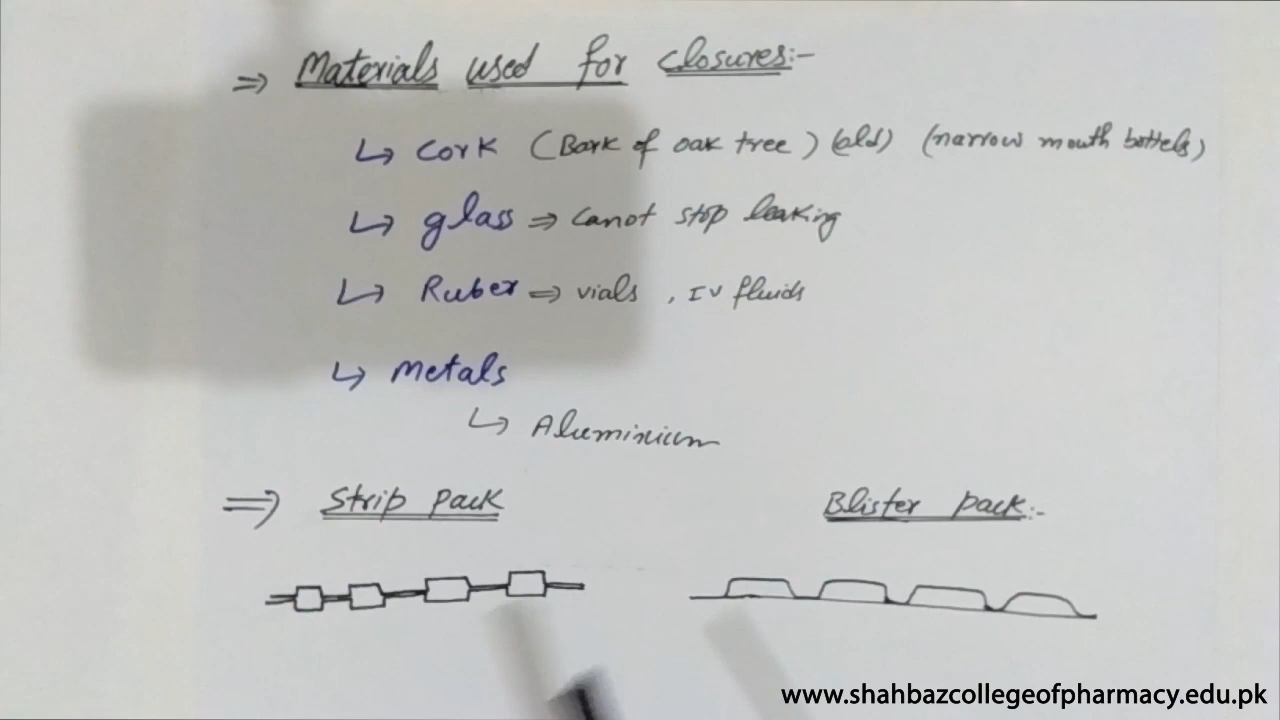 ⇒ Materials used for closures:-
↳ Cork (Bark of oak tree) (old) (narrow mouth bottels)
↳ glass ⇒ Canot stop leaking
↳ Ruber ⇒ vials , IV fluids
↳ Metals
↳ Aluminium
⇒ Strip Pack Blister pack:-
www.shahbazcollegeofpharmacy.edu.pk